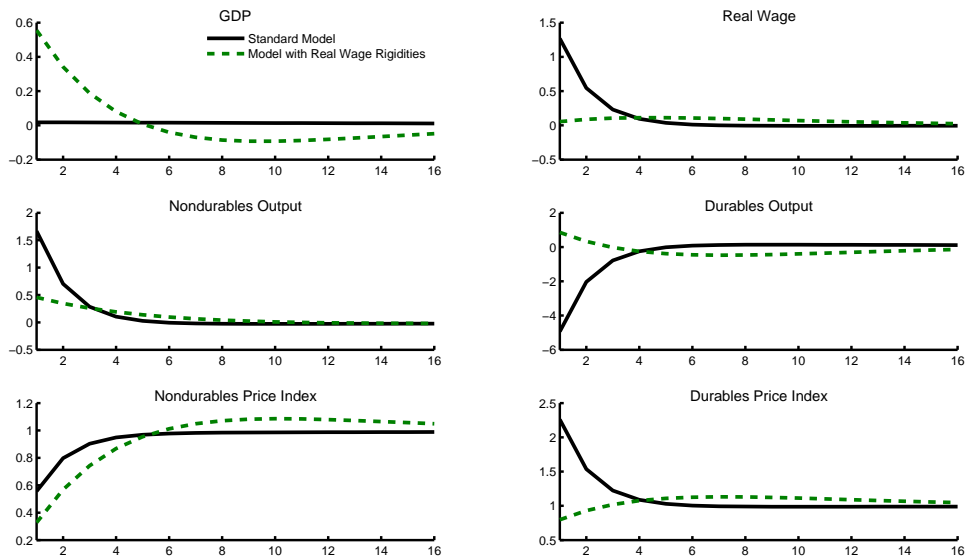 GDP
0.6
0.4
0.2
0
−0.2
2 4 6 8 10 12 14 16
Standard Model
Model with Real Wage Rigidities
Real Wage
1.5
1
0.5
0
−0.5
2 4 6 8 10 12 14 16
Nondurables Output
2
1.5
1
0.5
0
−0.5
2 4 6 8 10 12 14 16
Durables Output
2
0
−2
−4
−6
2 4 6 8 10 12 14 16
Nondurables Price Index
1.2
1
0.8
0.6
0.4
0.2
2 4 6 8 10 12 14 16
Durables Price Index
2.5
2
1.5
1
0.5
2 4 6 8 10 12 14 16